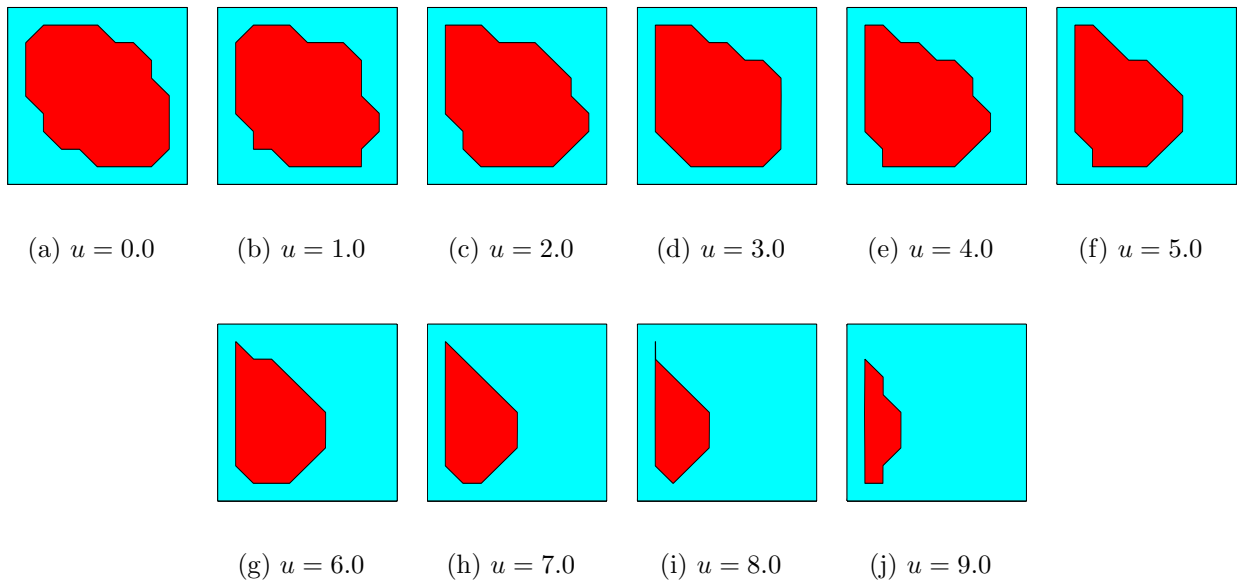 (a) u = 0.0 (b) u = 1.0 (c) u = 2.0 (d) u = 3.0 (e) u = 4.0 (f) u = 5.0
(g) u = 6.0 (h) u = 7.0 (i) u = 8.0 (j) u = 9.0